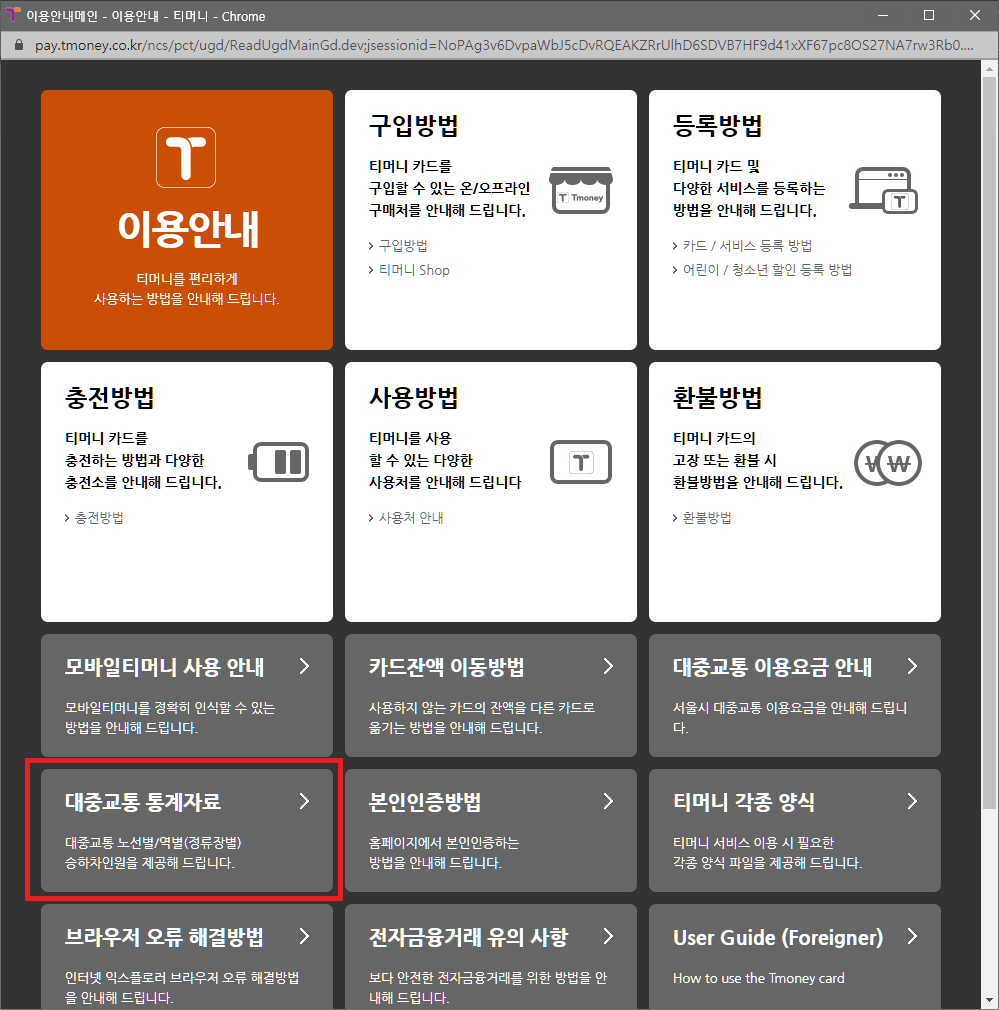 이용안내메인 - 이용안내 - 티머니 - Chrome
pay.tmoney.co.kr/ncs/pct/ugd/ReadUgdMainGd.dev;jsessionid=NoPAg3v6DvpaWbJ5cDvRQEAKZRrUlhD6SDVB7HF9d41xXF67pc8OS27NA7rw3Rb0....
이용안내
티머니를 편리하게
사용하는 방법을 안내해 드립니다.
구입방법
티머니 카드를
구입할 수 있는 온/오프라인
구매처를 안내해 드립니다.
T Tmoney
구입방법
티머니 Shop
등록방법
티머니 카드 및
다양한 서비스를 등록하는
방법을 안내해 드립니다.
카드 / 서비스 등록 방법
어린이 / 청소년 할인 등록 방법
충전방법
티머니 카드를
충전하는 방법과 다양한
충전소를 안내해 드립니다.
충전방법
사용방법
티머니를 사용
할 수 있는 다양한
사용처를 안내해 드립니다
사용처 안내
환불방법
티머니 카드의
고장 또는 환불 시
환불방법을 안내해 드립니다.
환불방법
모바일티머니 사용 안내
모바일티머니를 정확히 인식할 수 있는
방법을 안내해 드립니다.
카드잔액 이동방법
사용하지 않는 카드의 잔액을 다른 카드로
옮기는 방법을 안내해 드립니다.
대중교통 이용요금 안내
서울시 대중교통 이용요금을 안내해 드립니
다.
대중교통 통계자료
대중교통 노선별/역별(정류장별)
승하차인원을 제공해 드립니다.
본인인증방법
홈페이지에서 본인인증하는
방법을 안내해 드립니다.
티머니 각종 양식
티머니 서비스 이용 시 필요한
각종 양식 파일을 제공해 드립니다.
브라우저 오류 해결방법
인터넷 익스플로러 브라우저 오류 해결방법
을 안내해 드립니다.
전자금융거래 유의 사항
보다 안전한 전자금융거래를 위한 방법을 안
내해 드립니다.
User Guide (Foreigner)
How to use the Tmoney card